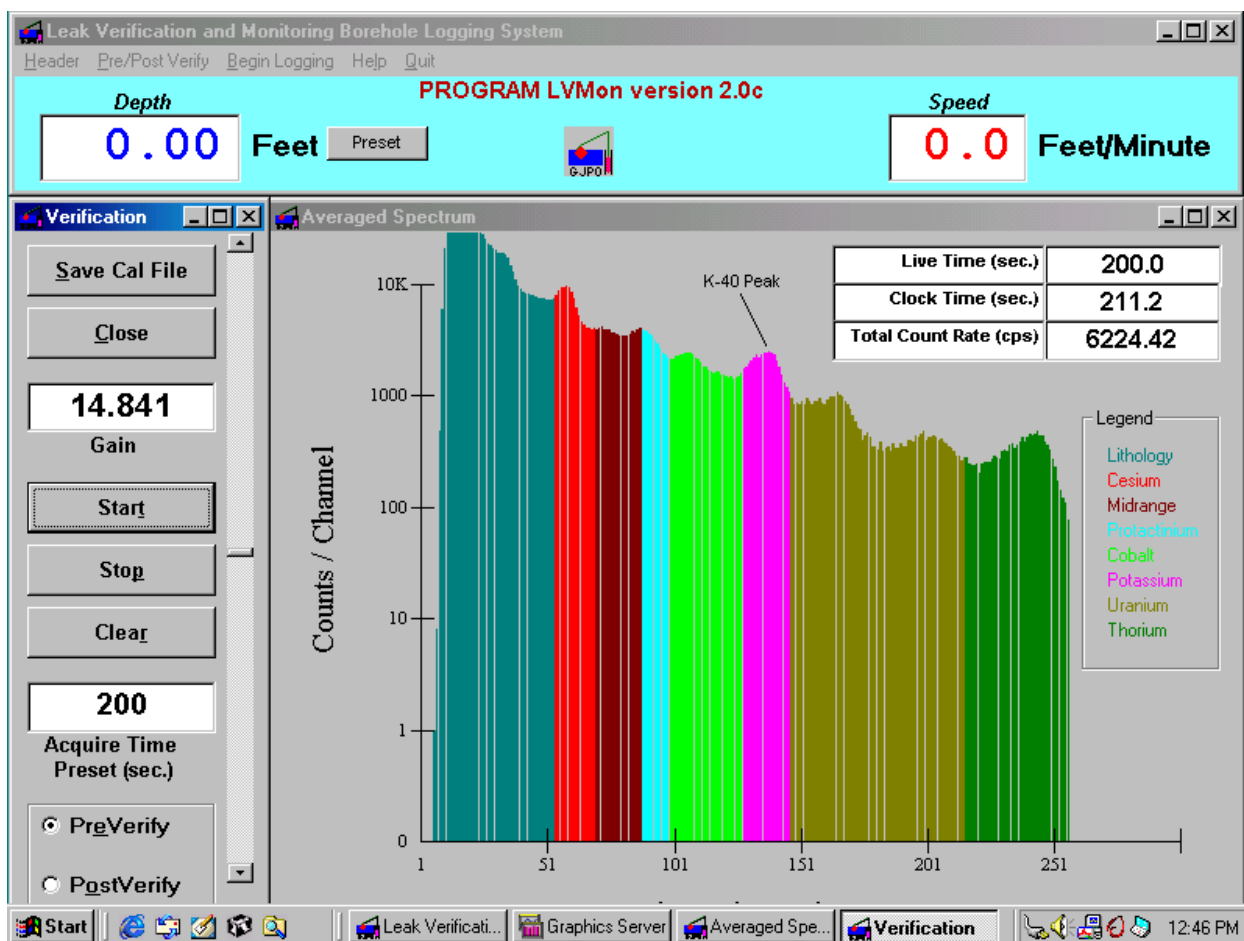 Leak Verification and Monitoring Borehole Logging System
Header Pre/Post Verify Begin Logging Help Quit
PROGRAM LVMon version 2.0c
Depth
Speed
0.00 Feet
Preset
GJPO
0.0 Feet/Minute
Verification
Save Cal File
Close
14.841
Gain
Start
Stop
Clear
200
Acquire Time
Preset (sec.)
PreVerify
PostVerify
Averaged Spectrum
Live Time (sec.) 200.0
Clock Time (sec.) 211.2
Total Count Rate (cps) 6224.42
K-40 Peak
Counts / Channel
10K
1000
100
10
1
0
1 51 101 151 201 251
Legend
Lithology
Cesium
Midrange
Protactinium
Cobalt
Potassium
Uranium
Thorium
Start
Leak Verificati...
Graphics Server
Averaged Spe...
Verification
12:46 PM